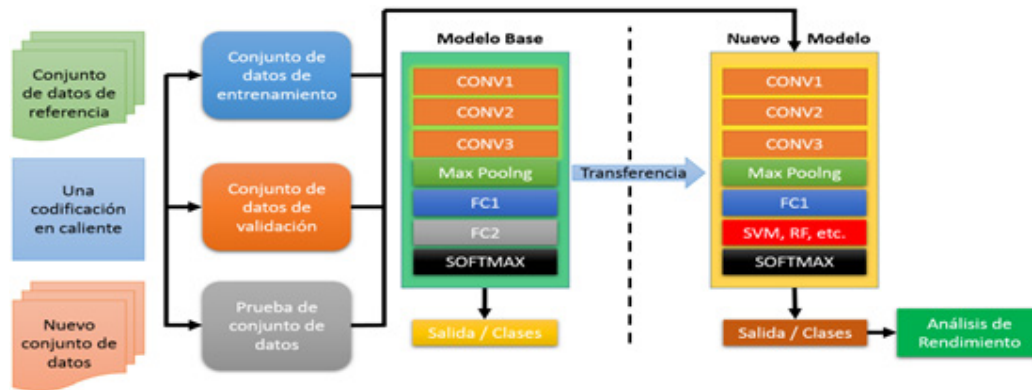 Conjunto
de datos de
referencia
Una
codificación
en caliente
Nuevo
conjunto de
datos
Conjunto de
datos de
entrenamiento
Conjunto de
datos de
validación
Prueba de
conjunto de
datos
Modelo Base
CONV1
CONV2
CONV3
Max Poolng
FC1
FC2
SOFTMAX
Salida / Clases
Transferencia
Nuevo Modelo
CONV1
CONV2
CONV3
Max Poolng
FC1
SVM, RF, etc.
SOFTMAX
Salida / Clases
Análisis de
Rendimiento